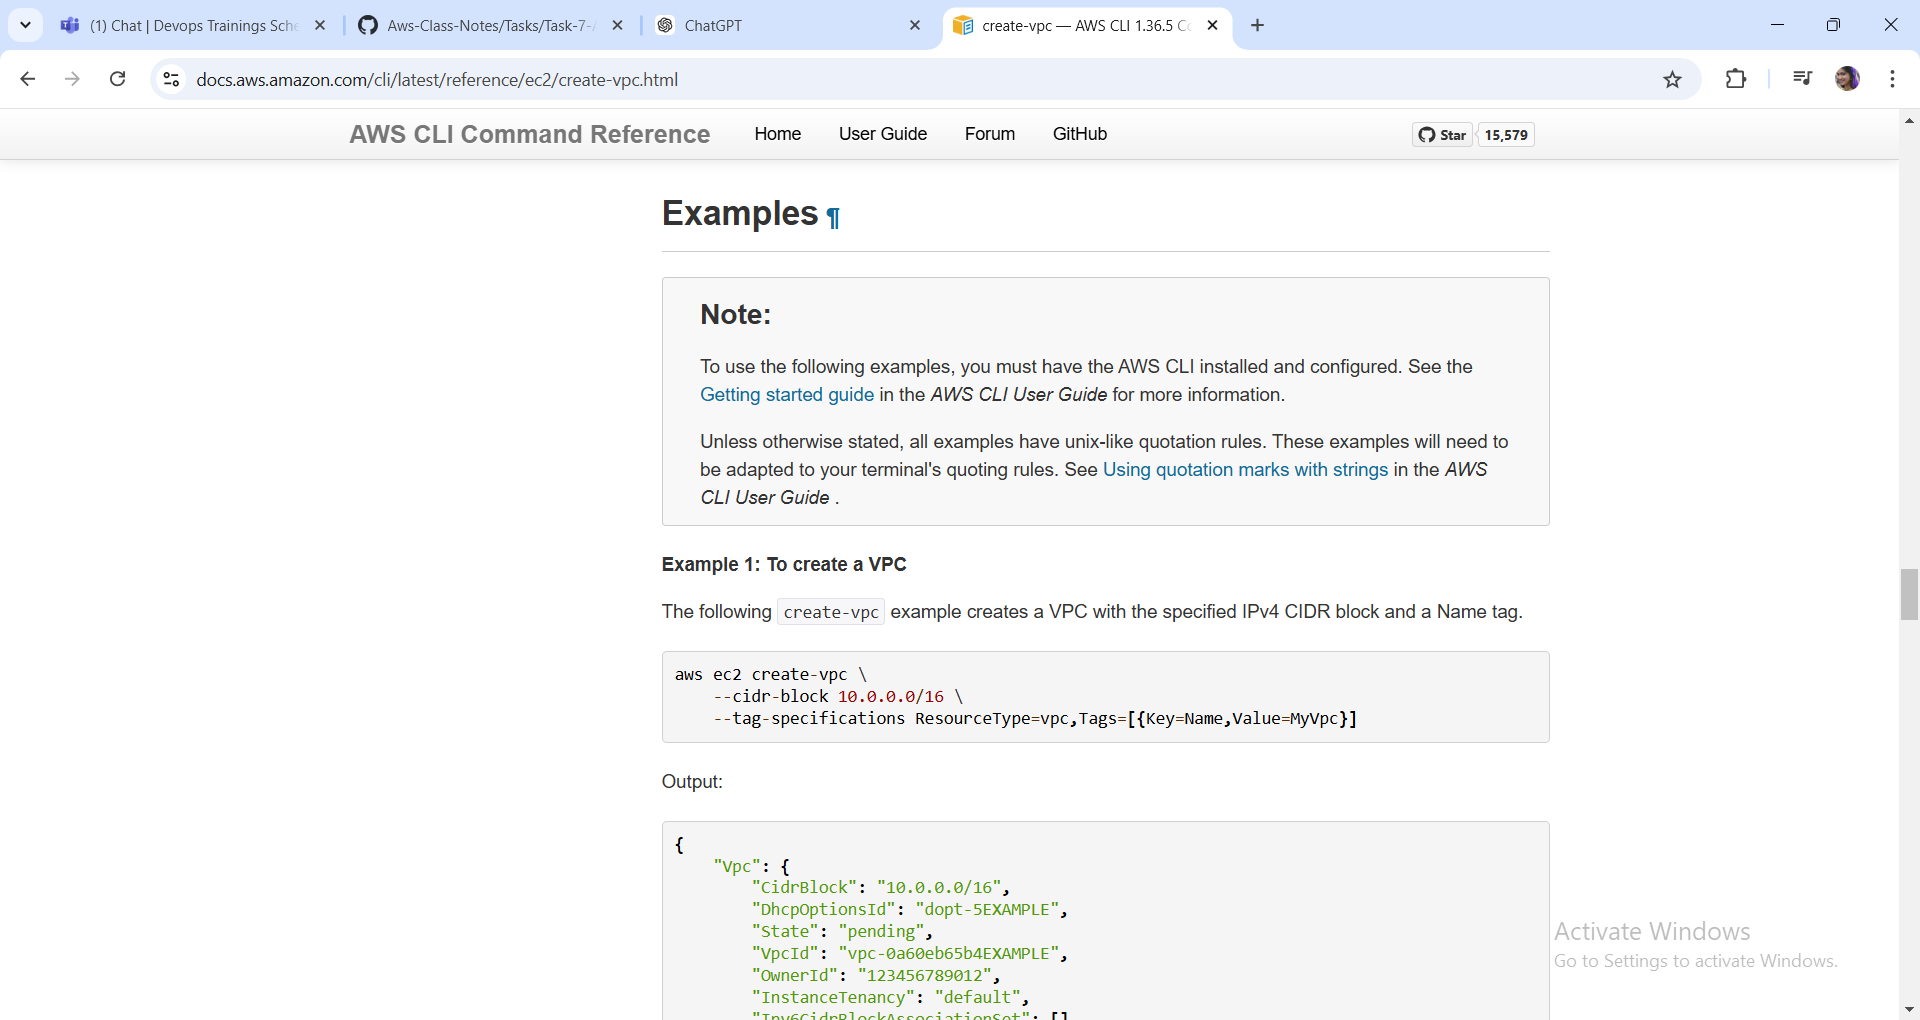 (1) Chat | Devops Trainings Sche
Aws-Class-Notes/Tasks/Task-7-
ChatGPT
create-vpc — AWS CLI 1.36.5 Co
docs.aws.amazon.com/cli/latest/reference/ec2/create-vpc.html
AWS CLI Command Reference
Home
User Guide
Forum
GitHub
Star
15,579
Examples ¶
Note:
To use the following examples, you must have the AWS CLI installed and configured. See the
Getting started guide in the AWS CLI User Guide for more information.
Unless otherwise stated, all examples have unix-like quotation rules. These examples will need to
be adapted to your terminal's quoting rules. See Using quotation marks with strings in the AWS
CLI User Guide .
Example 1: To create a VPC
The following create-vpc example creates a VPC with the specified IPv4 CIDR block and a Name tag.
aws ec2 create-vpc \
    --cidr-block 10.0.0.0/16 \
    --tag-specifications ResourceType=vpc,Tags=[{Key=Name,Value=MyVpc}]
Output:
{
    "Vpc": {
        "CidrBlock": "10.0.0.0/16",
        "DhcpOptionsId": "dopt-5EXAMPLE",
        "State": "pending",
        "VpcId": "vpc-0a60eb65b4EXAMPLE",
        "OwnerId": "123456789012",
        "InstanceTenancy": "default",
        "Ipv6CidrBlockAssociationSet": []
Activate Windows
Go to Settings to activate Windows.